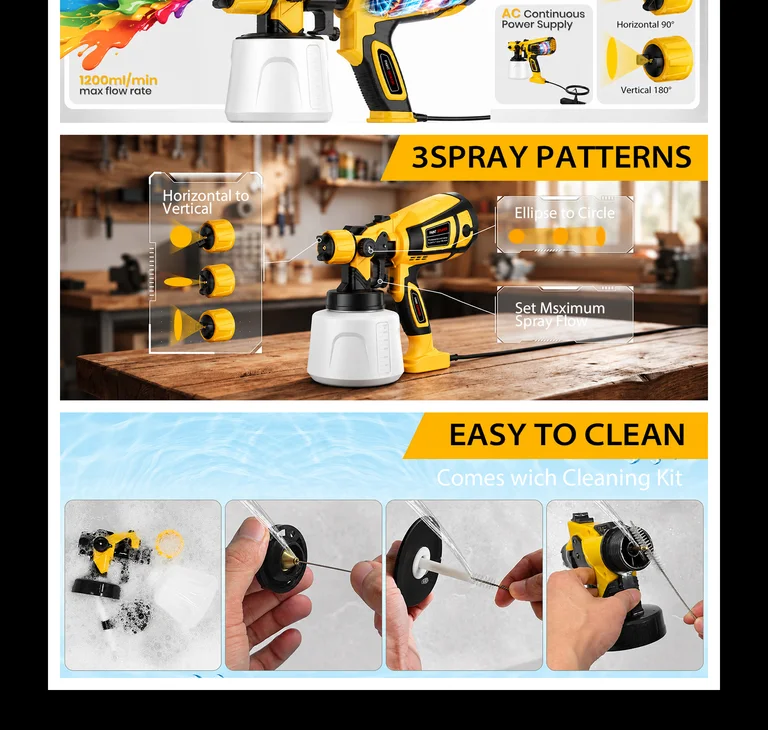 AC Continuous
Power Supply
Horizontal 90°
1200ml/min
max flow rate
Vertical 180°
3SPRAY PATTERNS
Horizontal to
Vertical
Ellipse to Circle
Set Msximum
Spray Flow
EASY TO CLEAN
Comes wich Cleaning Kit